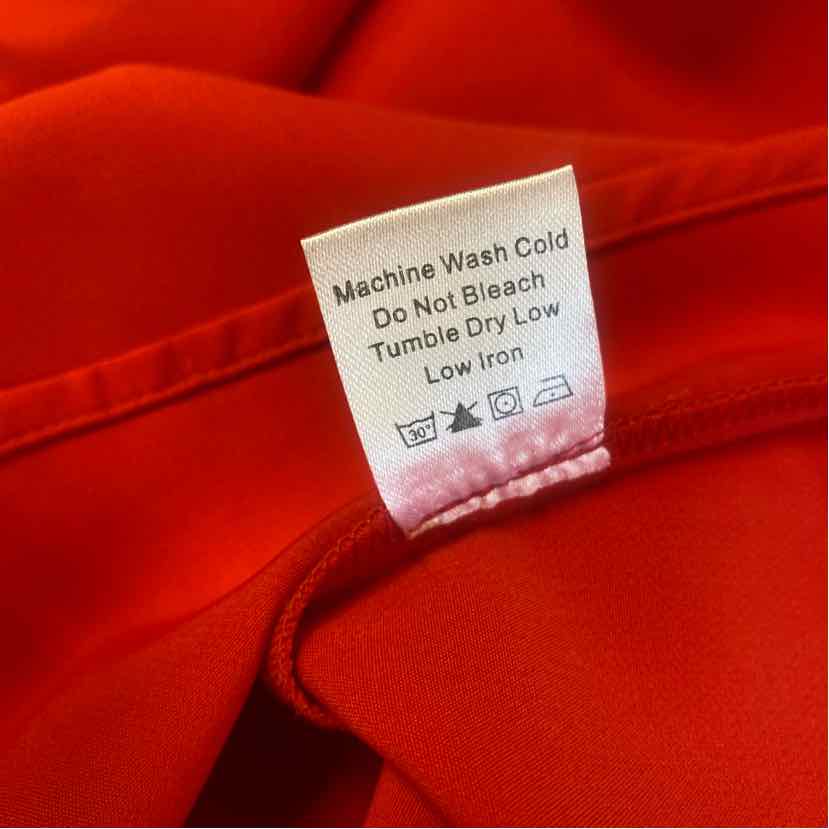 Machine Wash Cold
Do Not Bleach
Tumble Dry Low
Low Iron
30°